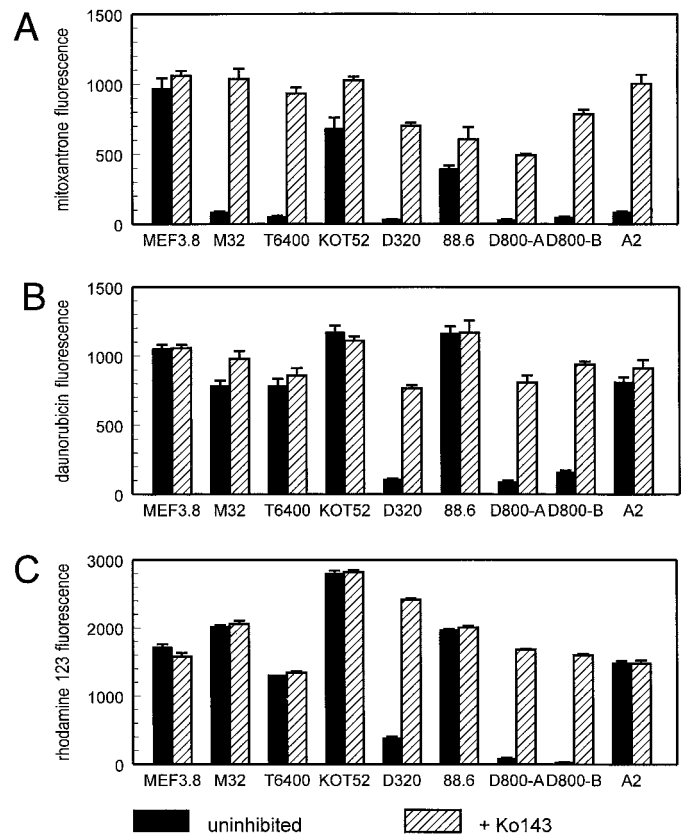 A
mitoxantrone fluorescence
1500
1000
500
0
MEF3.8 M32 T6400 KOT52 D320 88.6 D800-A D800-B A2
B
daunorubicin fluorescence
1500
1000
500
0
MEF3.8 M32 T6400 KOT52 D320 88.6 D800-A D800-B A2
C
rhodamine 123 fluorescence
3000
2000
1000
0
MEF3.8 M32 T6400 KOT52 D320 88.6 D800-A D800-B A2
uninhibited + Ko143